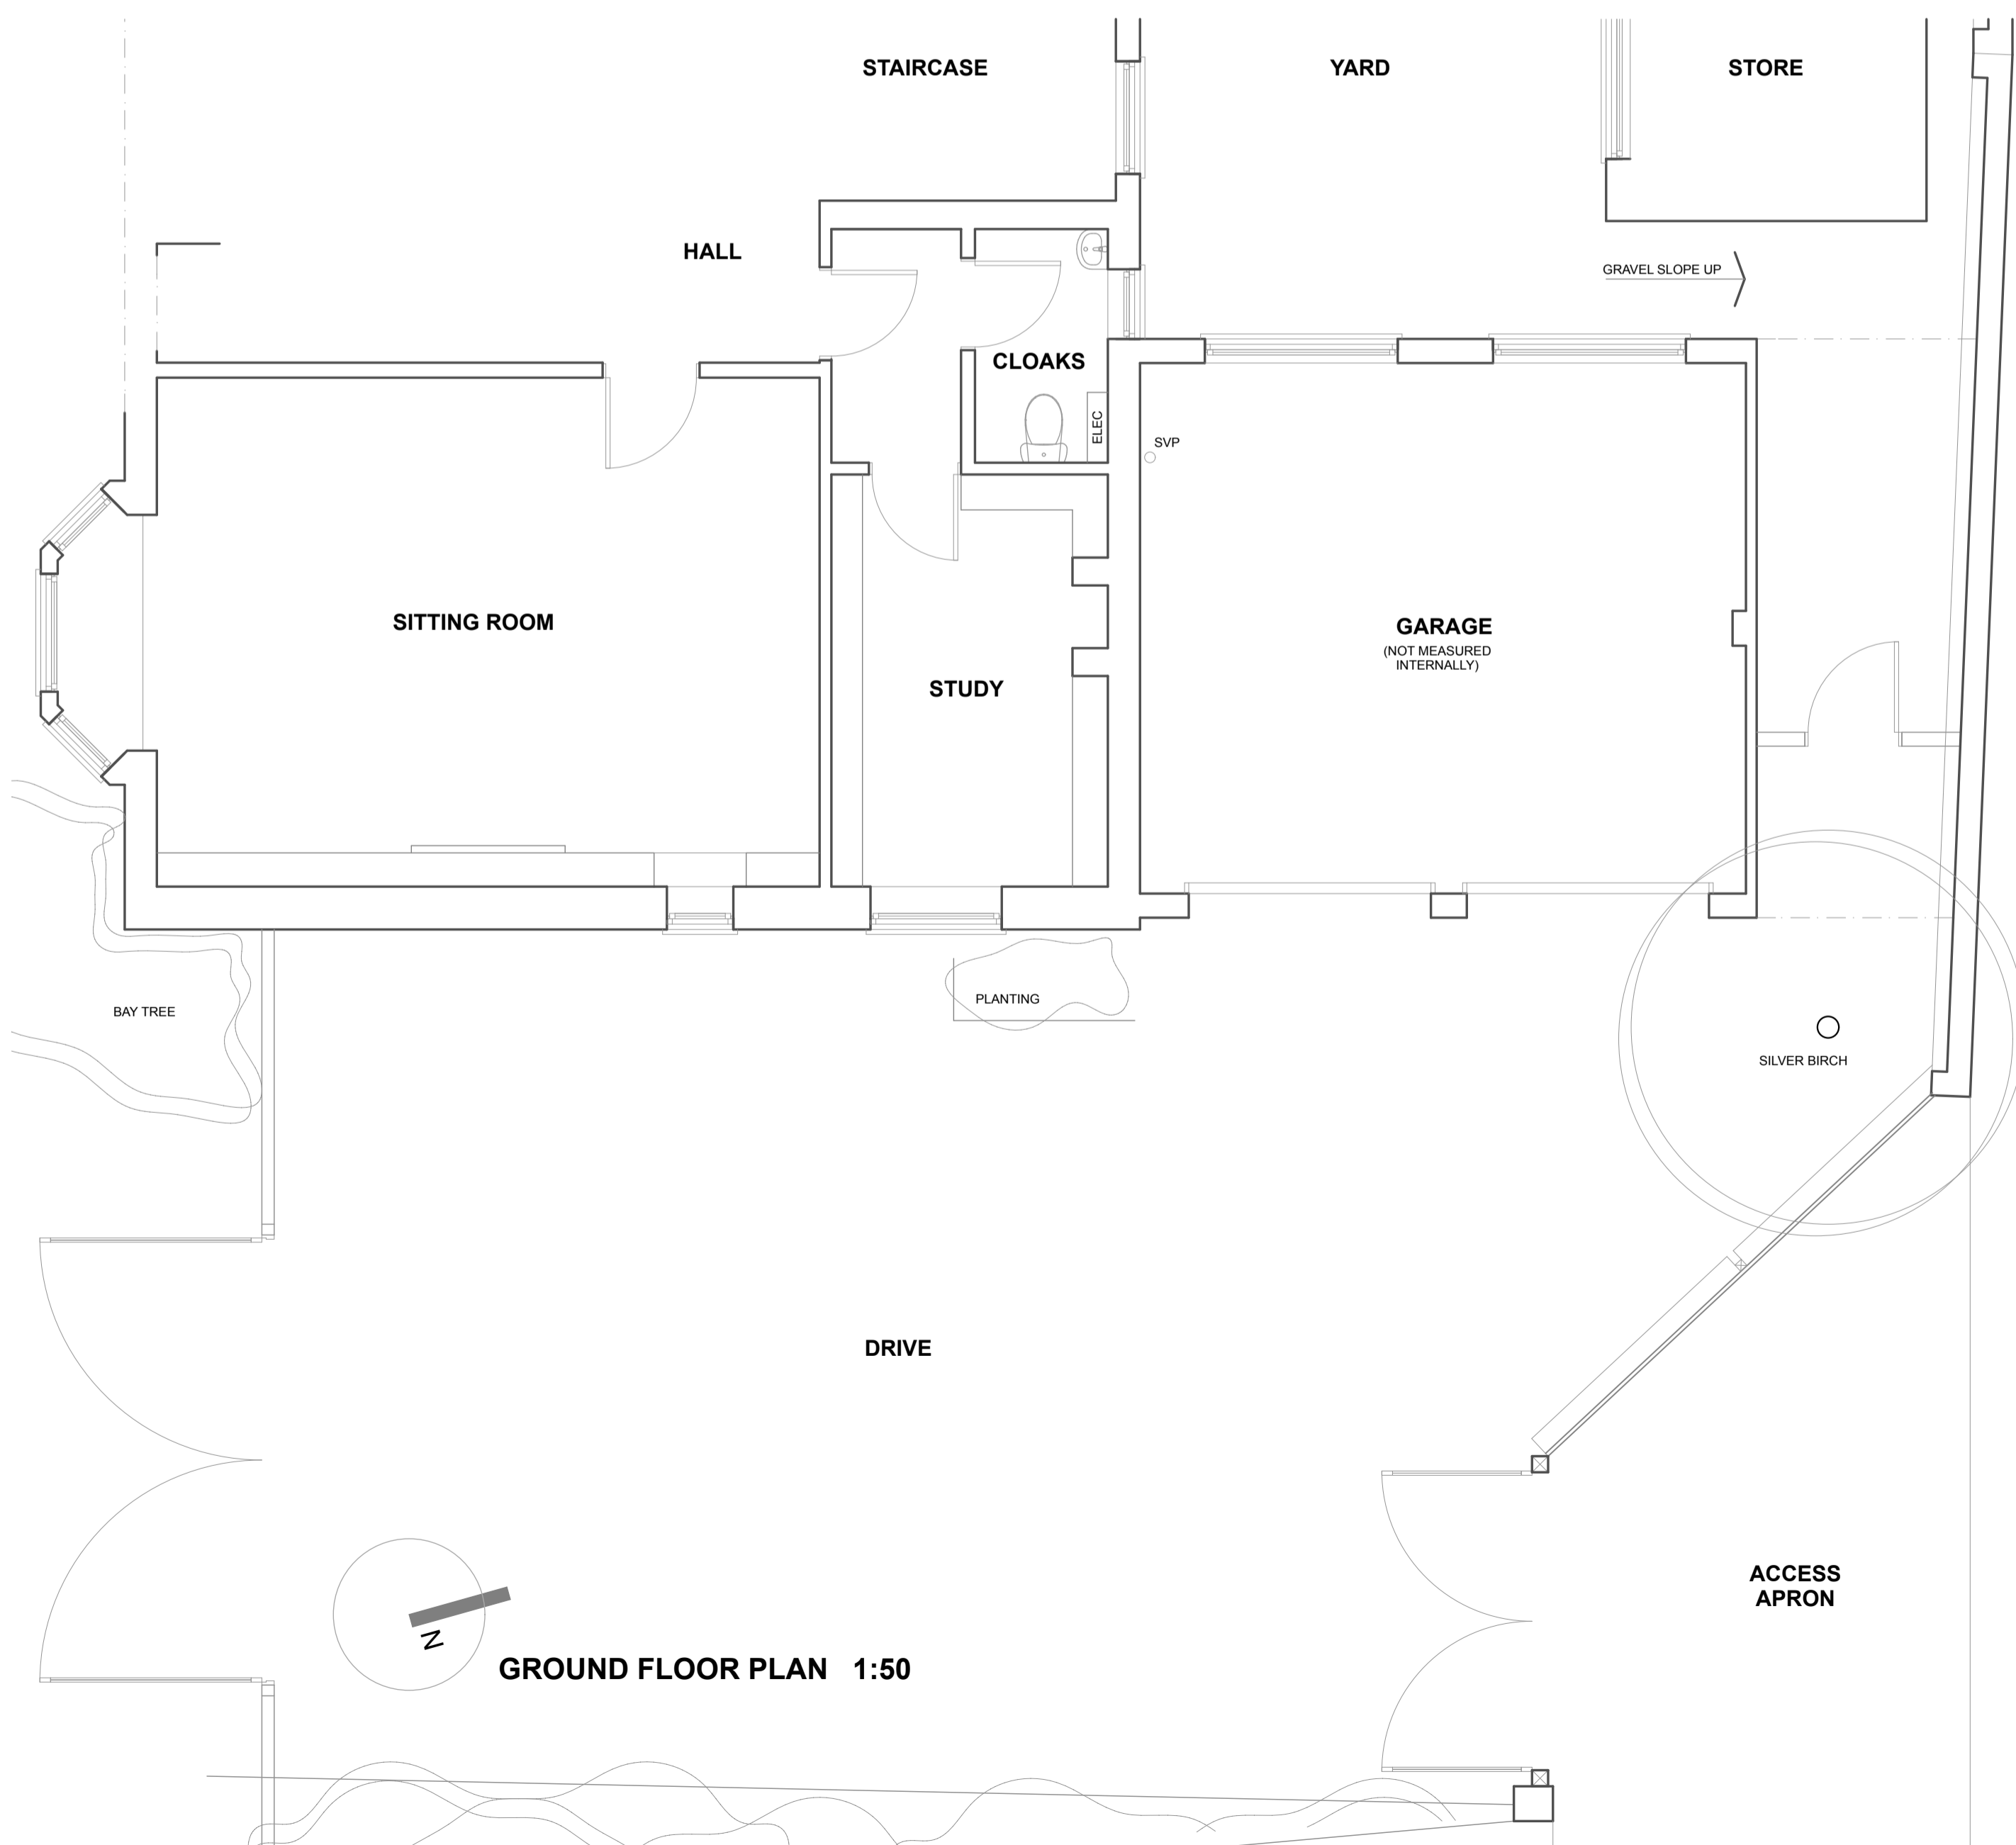 STAIRCASE
YARD
STORE
HALL
GRAVEL SLOPE UP
CLOAKS
ELEC
SVP
SITTING ROOM
GARAGE
(NOT MEASURED
INTERNALLY)
STUDY
PLANTING
BAY TREE
SILVER BIRCH
DRIVE
ACCESS
APRON
N
GROUND FLOOR PLAN 1:50